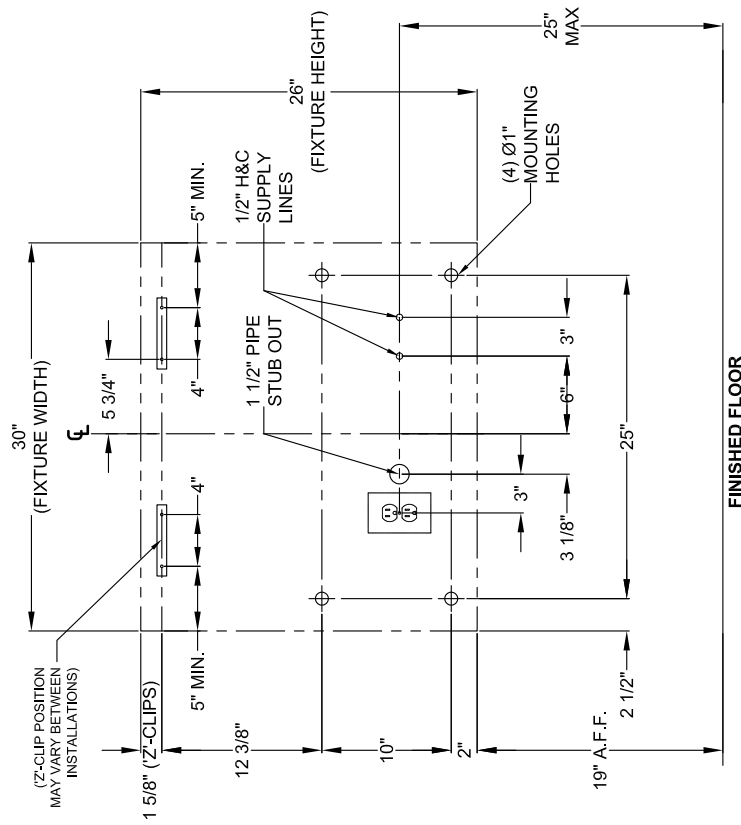 30"
(FIXTURE WIDTH)
CL
5 3/4"
4"
5" MIN.
4"
5" MIN.
('Z'-CLIP POSITION
MAY VARY BETWEEN
INSTALLATIONS)
1 5/8" ('Z'-CLIPS)
12 3/8"
10"
2"
19" A.F.F.
26"
(FIXTURE HEIGHT)
1/2" H&C
SUPPLY
LINES
1 1/2" PIPE
STUB OUT
(4) Ø1"
MOUNTING
HOLES
25"
MAX
3"
6"
3"
3 1/8"
25"
2 1/2"
FINISHED FLOOR